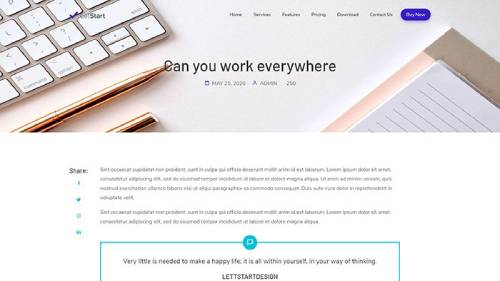 LettStart
Home Services Features Pricing Download Contact Us Buy Now
Can you work everywhere
MAY 25, 2026 ADMIN 250
Share:
Sint occaecat cupidatat non proident, sunt in culpa qui officia deserunt mollit anim id est laborum. Lorem ipsum dolor sit amet,
consetetur adipiscing elit, sed do eiusmod tempor incididunt ut labore et dolore magna aliqua. Ut enim ad minim veniam, quis
nostrud exercitation ullamco laboris nisi ut aliquip ex ea commodo consequat. Duis aute irure dolor in reprehenderit in
voluptate velit.
Sint occaecat cupidatat non proident, sunt in culpa qui officia deserunt mollit anim id est laborum. Lorem ipsum dolor sit amet,
consectetur adipiscing elit, sed do eiusmod tempor incididunt ut labore et dolore magna aliqua.
Very little is needed to make a happy life; it is all within yourself, in your way of thinking.
LETTSTARTDESIGN